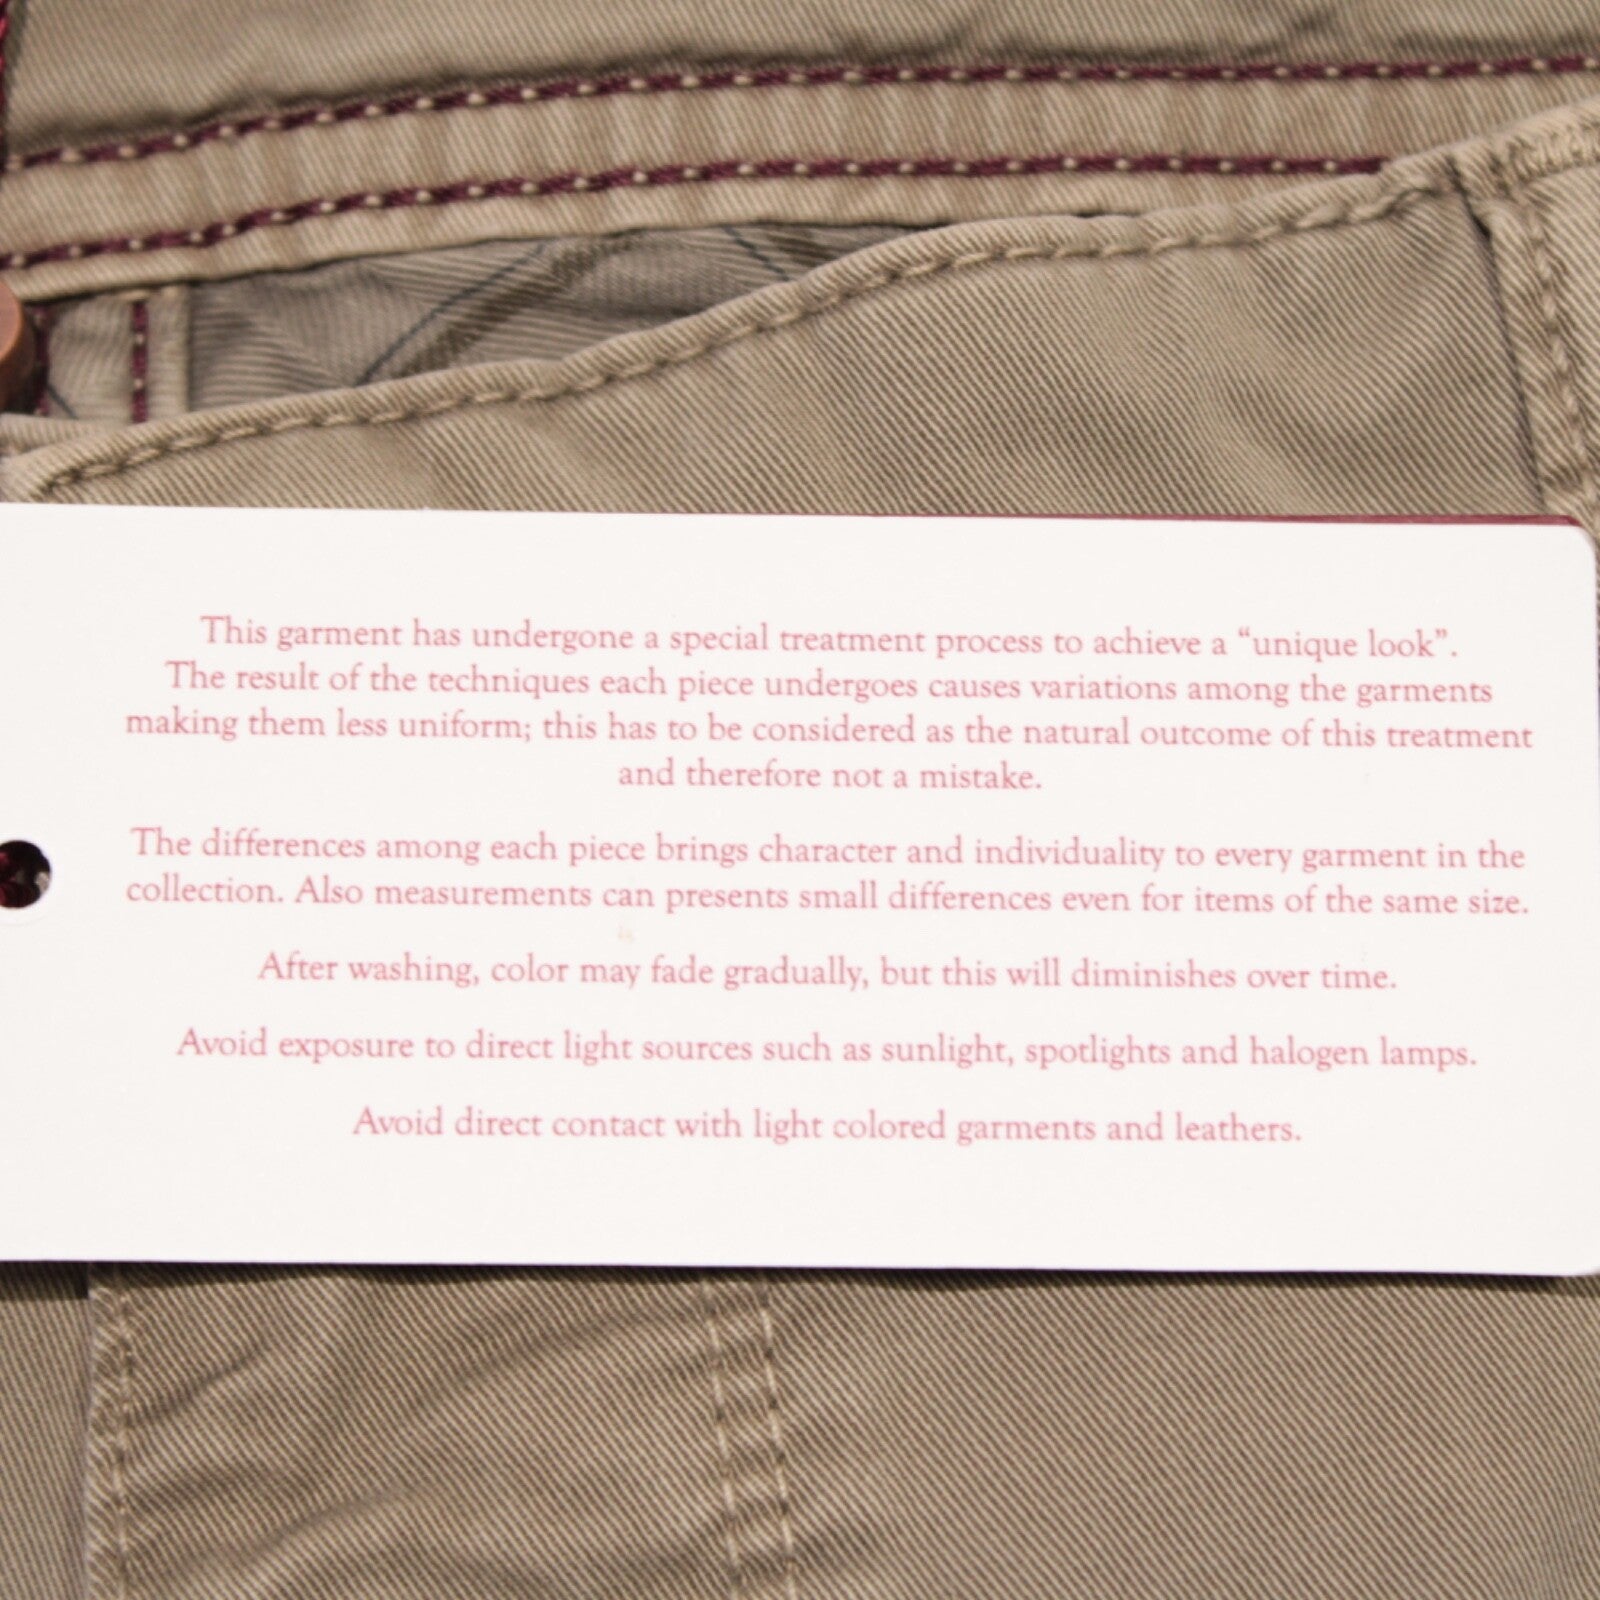 This garment has undergone a special treatment process to achieve a “unique look”.
The result of the techniques each piece undergoes causes variations among the garments
making them less uniform; this has to be considered as the natural outcome of this treatment
and therefore not a mistake.
The differences among each piece brings character and individuality to every garment in the
collection. Also measurements can presents small differences even for items of the same size.
After washing, color may fade gradually, but this will diminishes over time.
Avoid exposure to direct light sources such as sunlight, spotlights and halogen lamps.
Avoid direct contact with light colored garments and leathers.